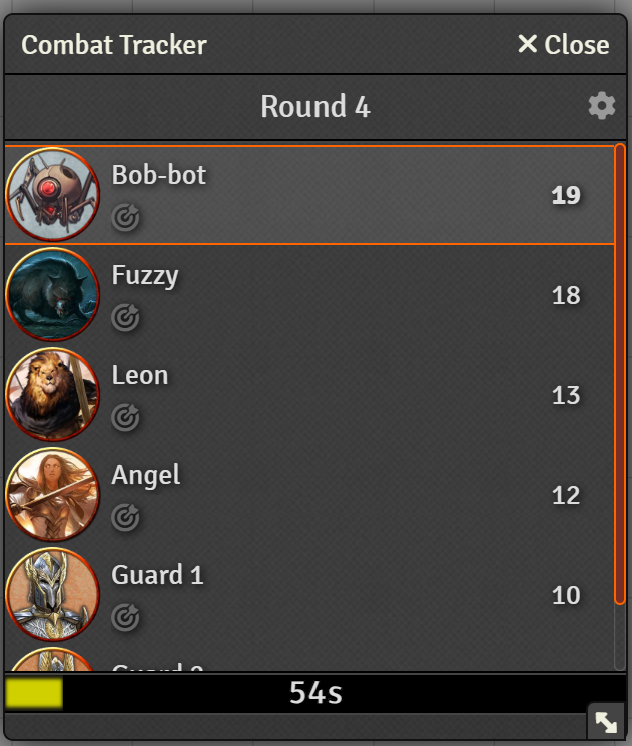 Combat Tracker
Close
Round 4
Bob-bot
19
Fuzzy
18
Leon
13
Angel
12
Guard 1
10
54s